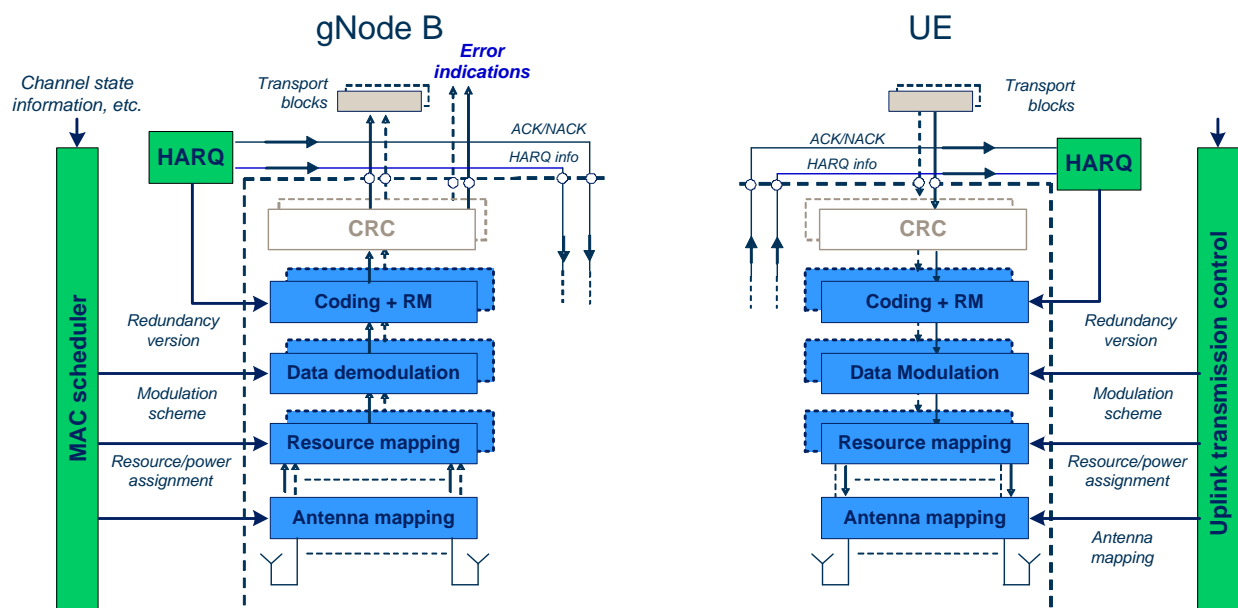 gNode B
UE
Error
indications
Channel state
information, etc.
Transport
blocks
ACK/NACK
HARQ info
HARQ
CRC
Coding + RM
Redundancy
version
Data demodulation
Modulation
scheme
Resource mapping
Resource/power
assignment
Antenna mapping
MAC scheduler
Transport
blocks
ACK/NACK
HARQ info
HARQ
CRC
Coding + RM
Redundancy
version
Data Modulation
Modulation
scheme
Resource mapping
Resource/power
assignment
Antenna mapping
Antenna
mapping
Uplink transmission control